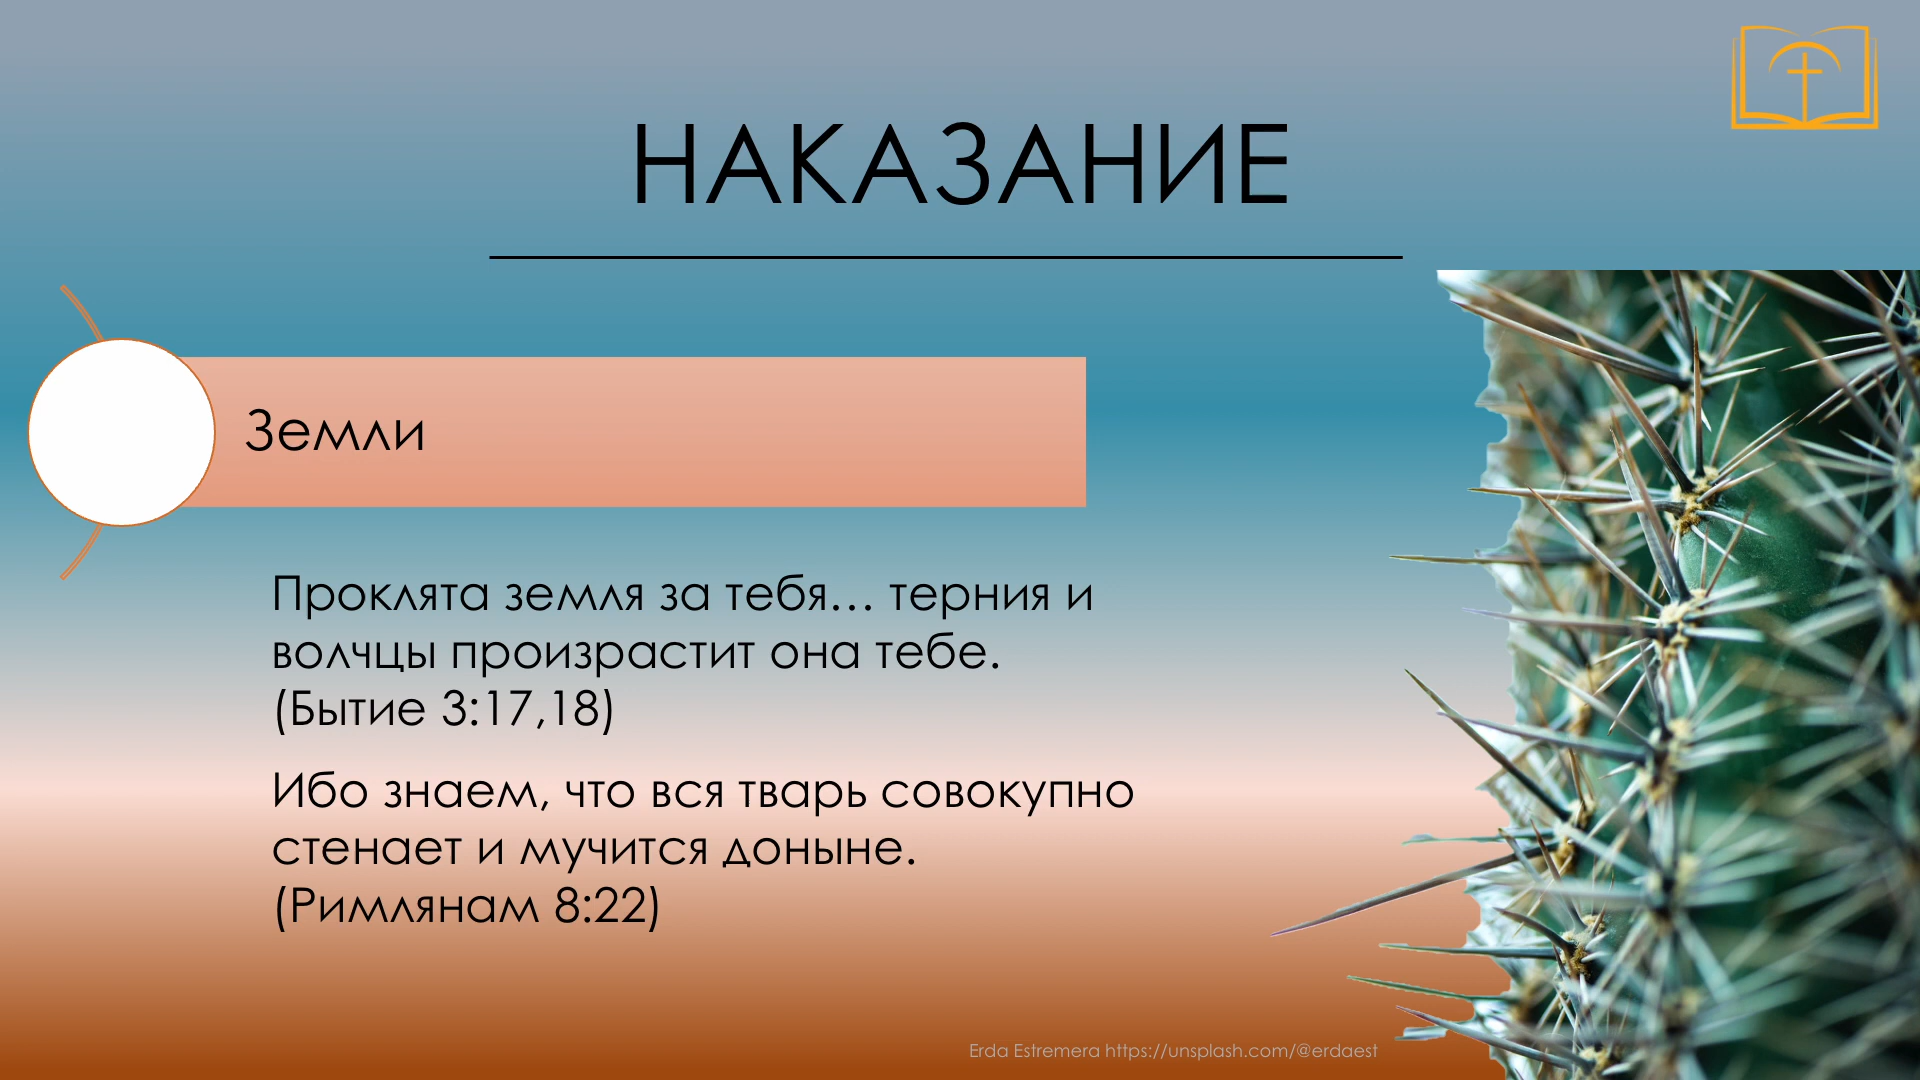 НАКАЗАНИЕ
Земли
Проклята земля за тебя… терния и
волчцы произрастит она тебе.
(Бытие 3:17,18)
Ибо знаем, что вся тварь совокупно
стенает и мучится доныне.
(Римлянам 8:22)
Erda Estremera https://unsplash.com/@erdaest